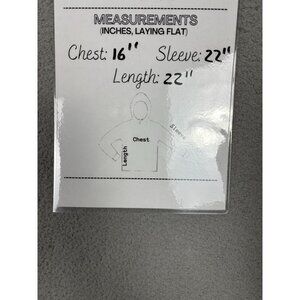 MEASUREMENTS
(INCHES, LAYING FLAT)
Chest: 16" Sleeve: 22"
Length: 22"
Sleeve
Chest
Length